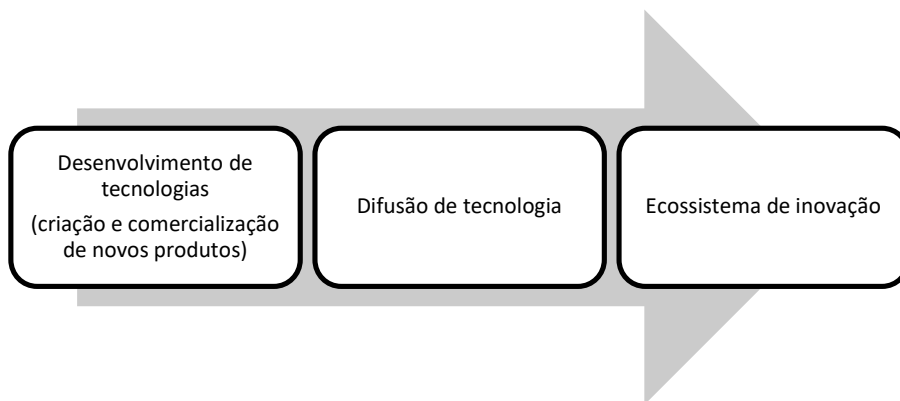 Desenvolvimento de
tecnologias
(criação e comercialização
de novos produtos)
Difusão de tecnologia
Ecossistema de inovação